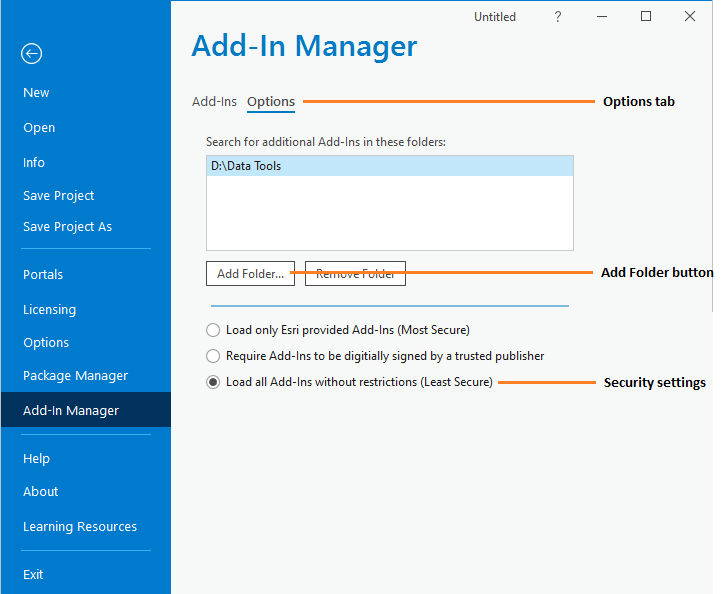 Untitled
?
Add-In Manager
New
Open
Info
Save Project
Save Project As
Portals
Licensing
Options
Package Manager
Add-In Manager
Help
About
Learning Resources
Exit
Add-Ins Options
Options tab
Search for additional Add-Ins in these folders:
D:\Data Tools
Add Folder... Remove Folder
Add Folder button
Load only Esri provided Add-Ins (Most Secure)
Require Add-Ins to be digitially signed by a trusted publisher
Load all Add-Ins without restrictions (Least Secure)
Security settings